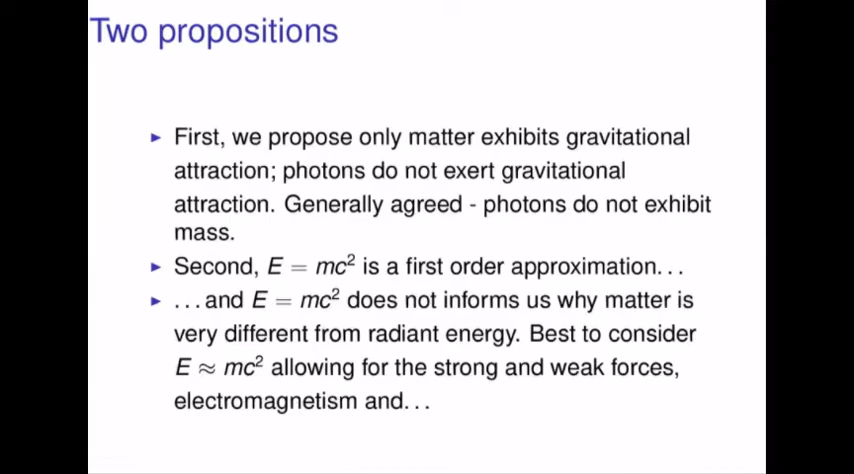 Two propositions
▶ First, we propose only matter exhibits gravitational
attraction; photons do not exert gravitational
attraction. Generally agreed - photons do not exhibit
mass.
▶ Second, E = mc² is a first order approximation. . .
▶ . . . and E = mc² does not informs us why matter is
very different from radiant energy. Best to consider
E ≈ mc² allowing for the strong and weak forces,
electromagnetism and. . .